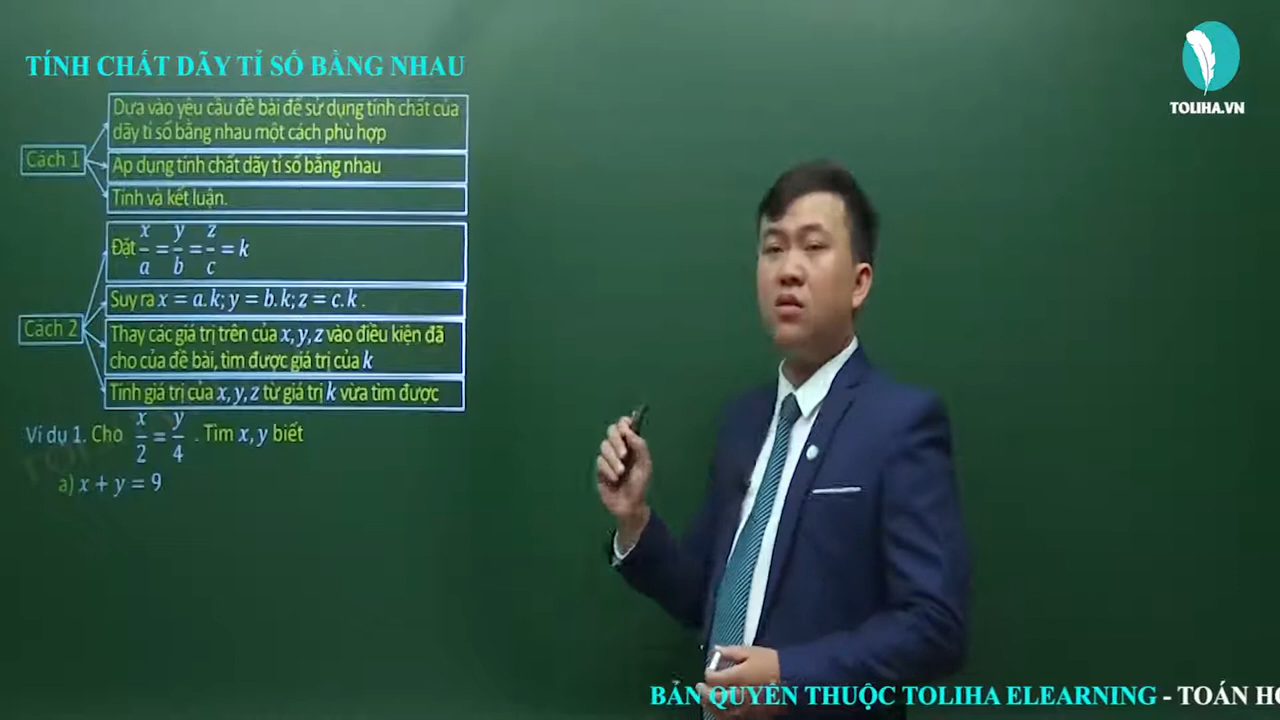 TÍNH CHẤT DÃY TỈ SỐ BẰNG NHAU
TOLIHA.VN
Cách 1
Dựa vào yêu cầu đề bài để sử dụng tính chất của
dãy tỉ số bằng nhau một cách phù hợp
Áp dụng tính chất dãy tỉ số bằng nhau
Tính và kết luận.
Cách 2
Đặt x/a = y/b = z/c = k
Suy ra x = a.k; y = b.k; z = c.k .
Thay các giá trị trên của x, y, z vào điều kiện đã
cho của đề bài, tìm được giá trị của k
Tính giá trị của x, y, z từ giá trị k vừa tìm được
Ví dụ 1. Cho x/2 = y/4 . Tìm x, y biết
a) x + y = 9
BẢN QUYỀN THUỘC TOLIHA ELEARNING - TOÁN